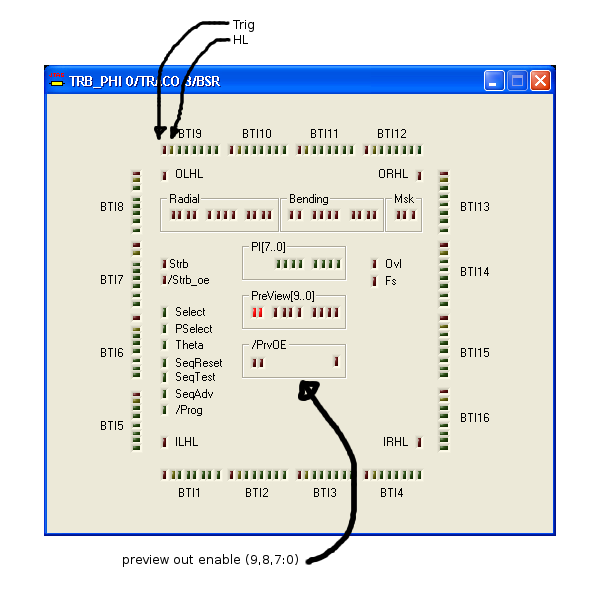 Trig
HL
TRB_PHI 0/TRACO 3/BSR
BTI9 BTI10 BTI11 BTI12
OLHL ORHL
Radial Bending Msk
BTI8 BTI13
PI[7..0]
Strb Ovl
BTI7 /Strb_oe Fs BTI14
PreView[9..0]
Select
PSelect
Theta /PrvOE
BTI6 SeqReset BTI15
SeqTest
SeqAdv
/Prog
BTI5 BTI16
ILHL IRHL
BTI1 BTI2 BTI3 BTI4
preview out enable (9,8,7:0)